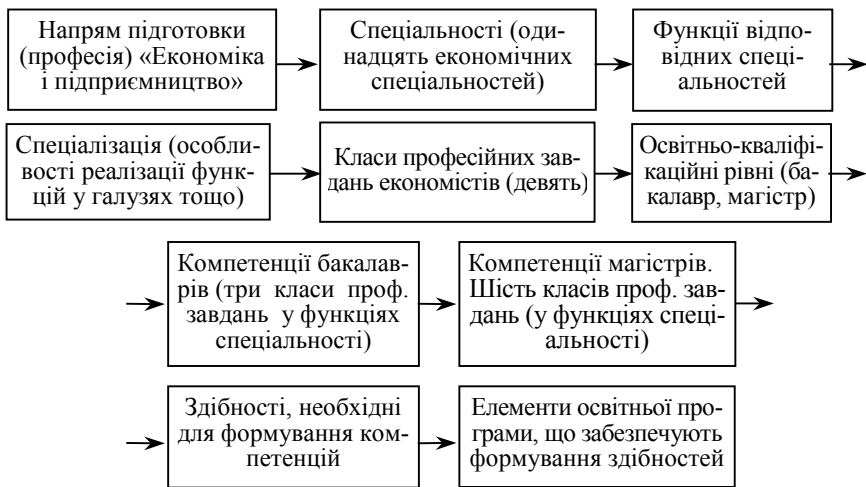 Напрям підготовки
(професія) «Економіка
і підприємництво»
Спеціальності (оди-
надцять економічних
спеціальностей)
Функції відпо-
відних спеці-
альностей
Спеціалізація (особли-
вості реалізації функ-
цій у галузях тощо)
Класи професійних зав-
дань економістів (девять)
Освітньо-кваліфі-
каційні рівні (ба-
калавр, магістр)
Компетенції бакалав-
рів (три класи проф.
завдань у функціях
спеціальності)
Компетенції магістрів.
Шість класів проф. зав-
дань (у функціях спеці-
альності)
Здібності, необхідні
для формування ком-
петенцій
Елементи освітньої про-
грами, що забезпечують
формування здібностей